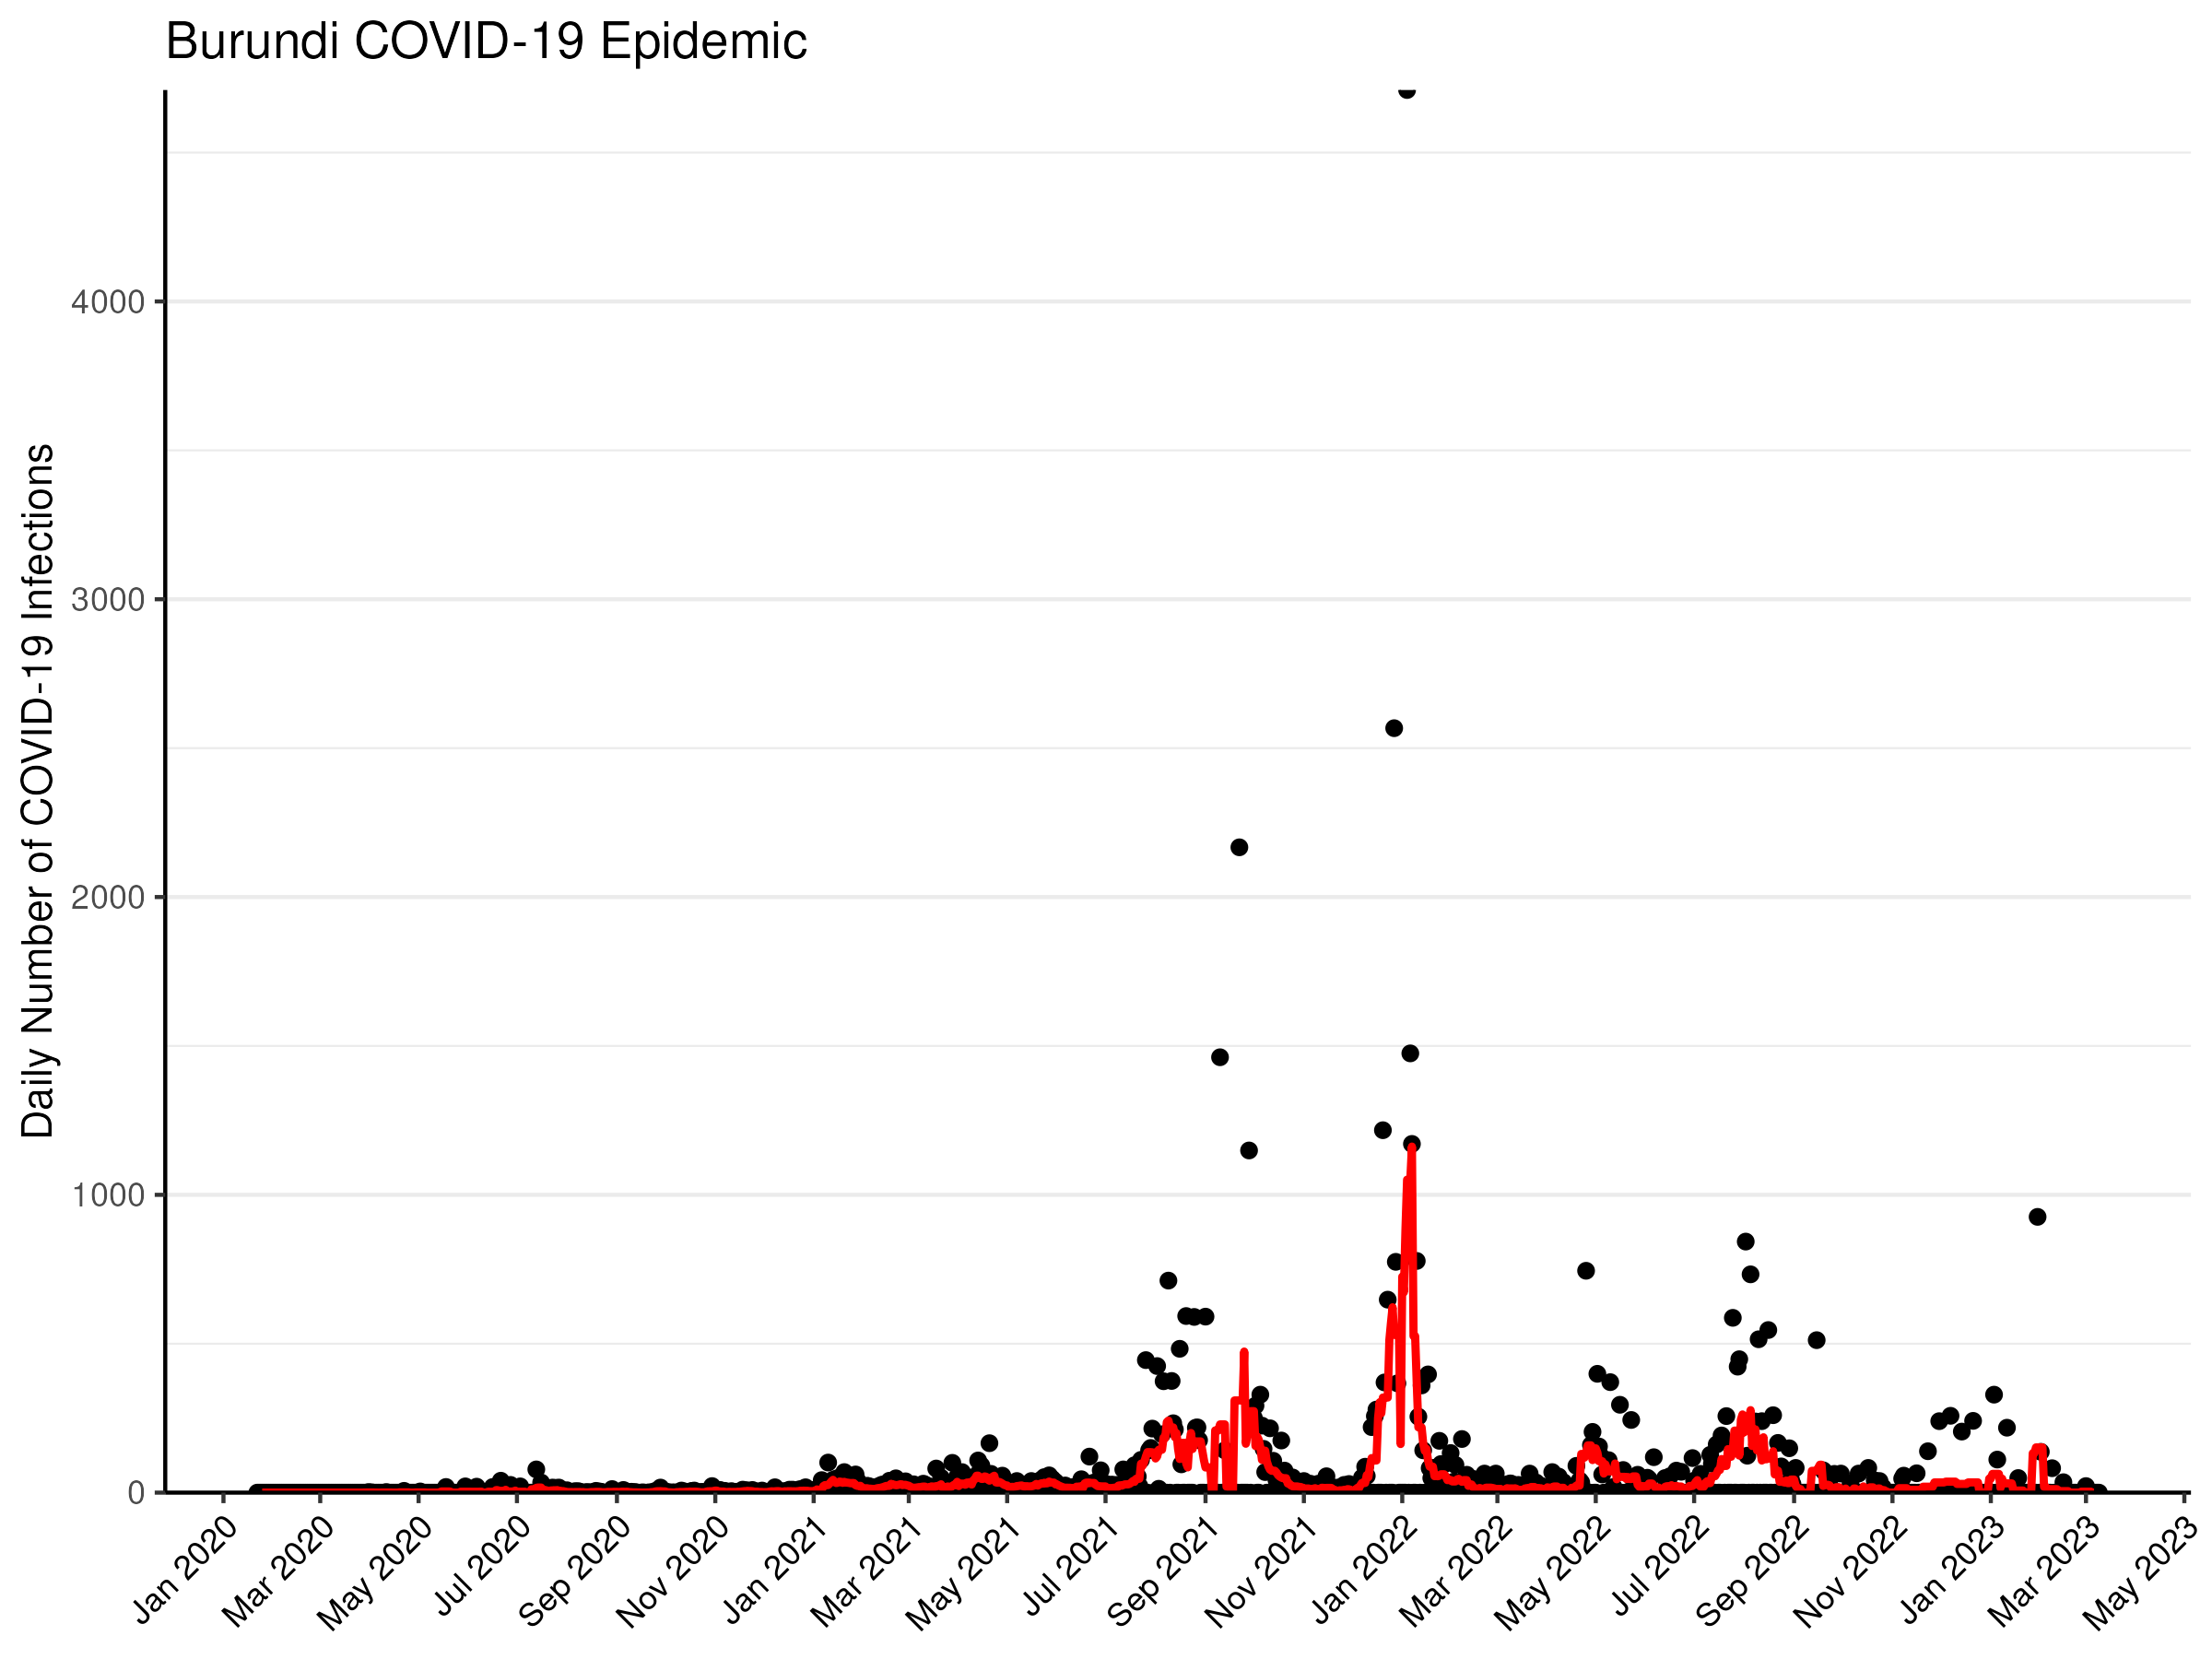 Burundi COVID-19 Epidemic
Daily Number of COVID-19 Infections
4000
3000
2000
1000
0
Jan 2020
Mar 2020
May 2020
Jul 2020
Sep 2020
Nov 2020
Jan 2021
Mar 2021
May 2021
Jul 2021
Sep 2021
Nov 2021
Jan 2022
Mar 2022
May 2022
Jul 2022
Sep 2022
Nov 2022
Jan 2023
Mar 2023
May 2023